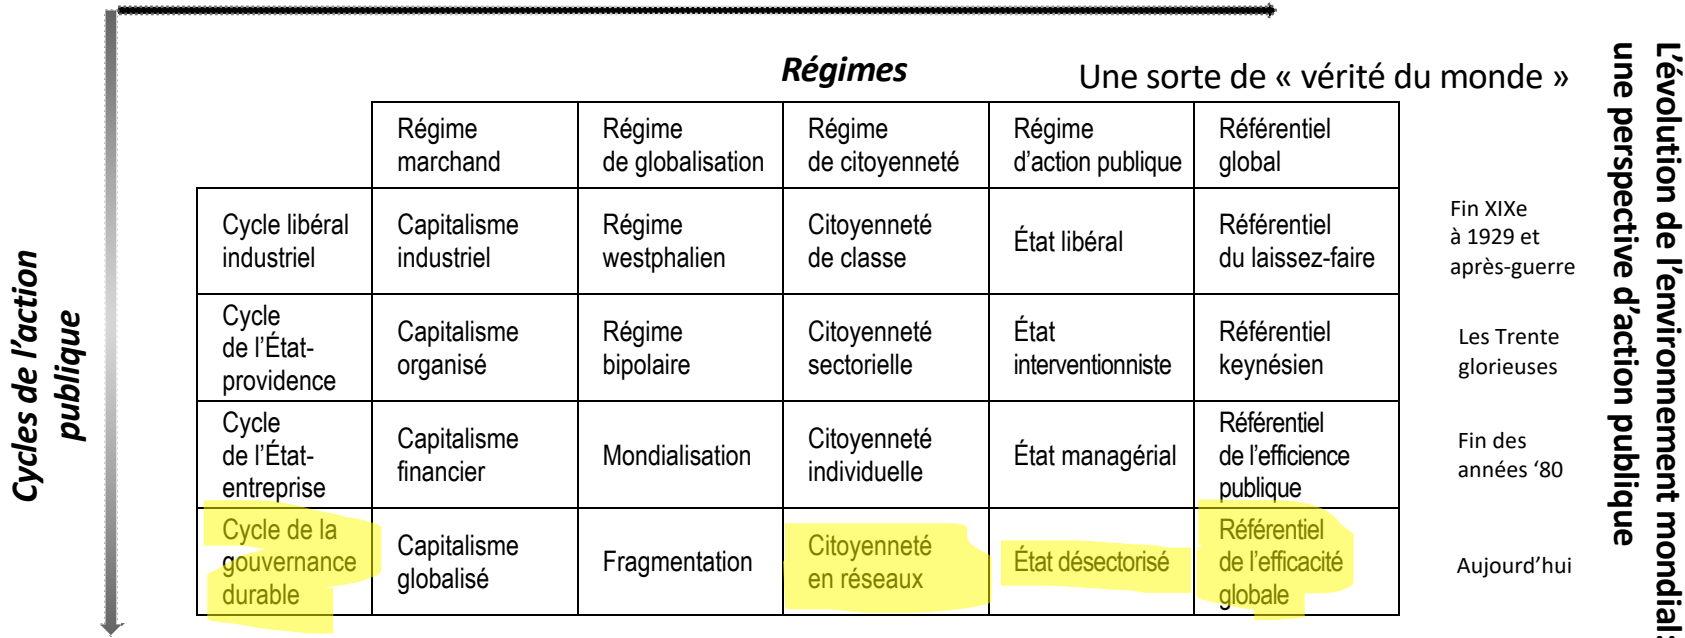 Régimes
Une sorte de « vérité du monde »
Régime
marchand
Régime
de globalisation
Régime
de citoyenneté
Régime
d'action publique
Référentiel
global
Cycle libéral
industriel
Capitalisme
industriel
Régime
westphalien
Citoyenneté
de classe
État libéral
Référentiel
du laissez-faire
Fin XIXe
à 1929 et
après-guerre
Cycle
de l'État-
providence
Capitalisme
organisé
Régime
bipolaire
Citoyenneté
sectorielle
État
interventionniste
Référentiel
keynésien
Les Trente
glorieuses
Cycle
de l'État-
entreprise
Capitalisme
financier
Mondialisation
Citoyenneté
individuelle
État managérial
Référentiel
de l'efficience
publique
Fin des
années '80
Cycle de la
gouvernance
durable
Capitalisme
globalisé
Fragmentation
Citoyenneté
en réseaux
État désectorisé
Référentiel
de l'efficacité
globale
Aujourd'hui
Cycles de l'action
publique
L'évolution de l'environnement mondial:
une perspective d'action publique